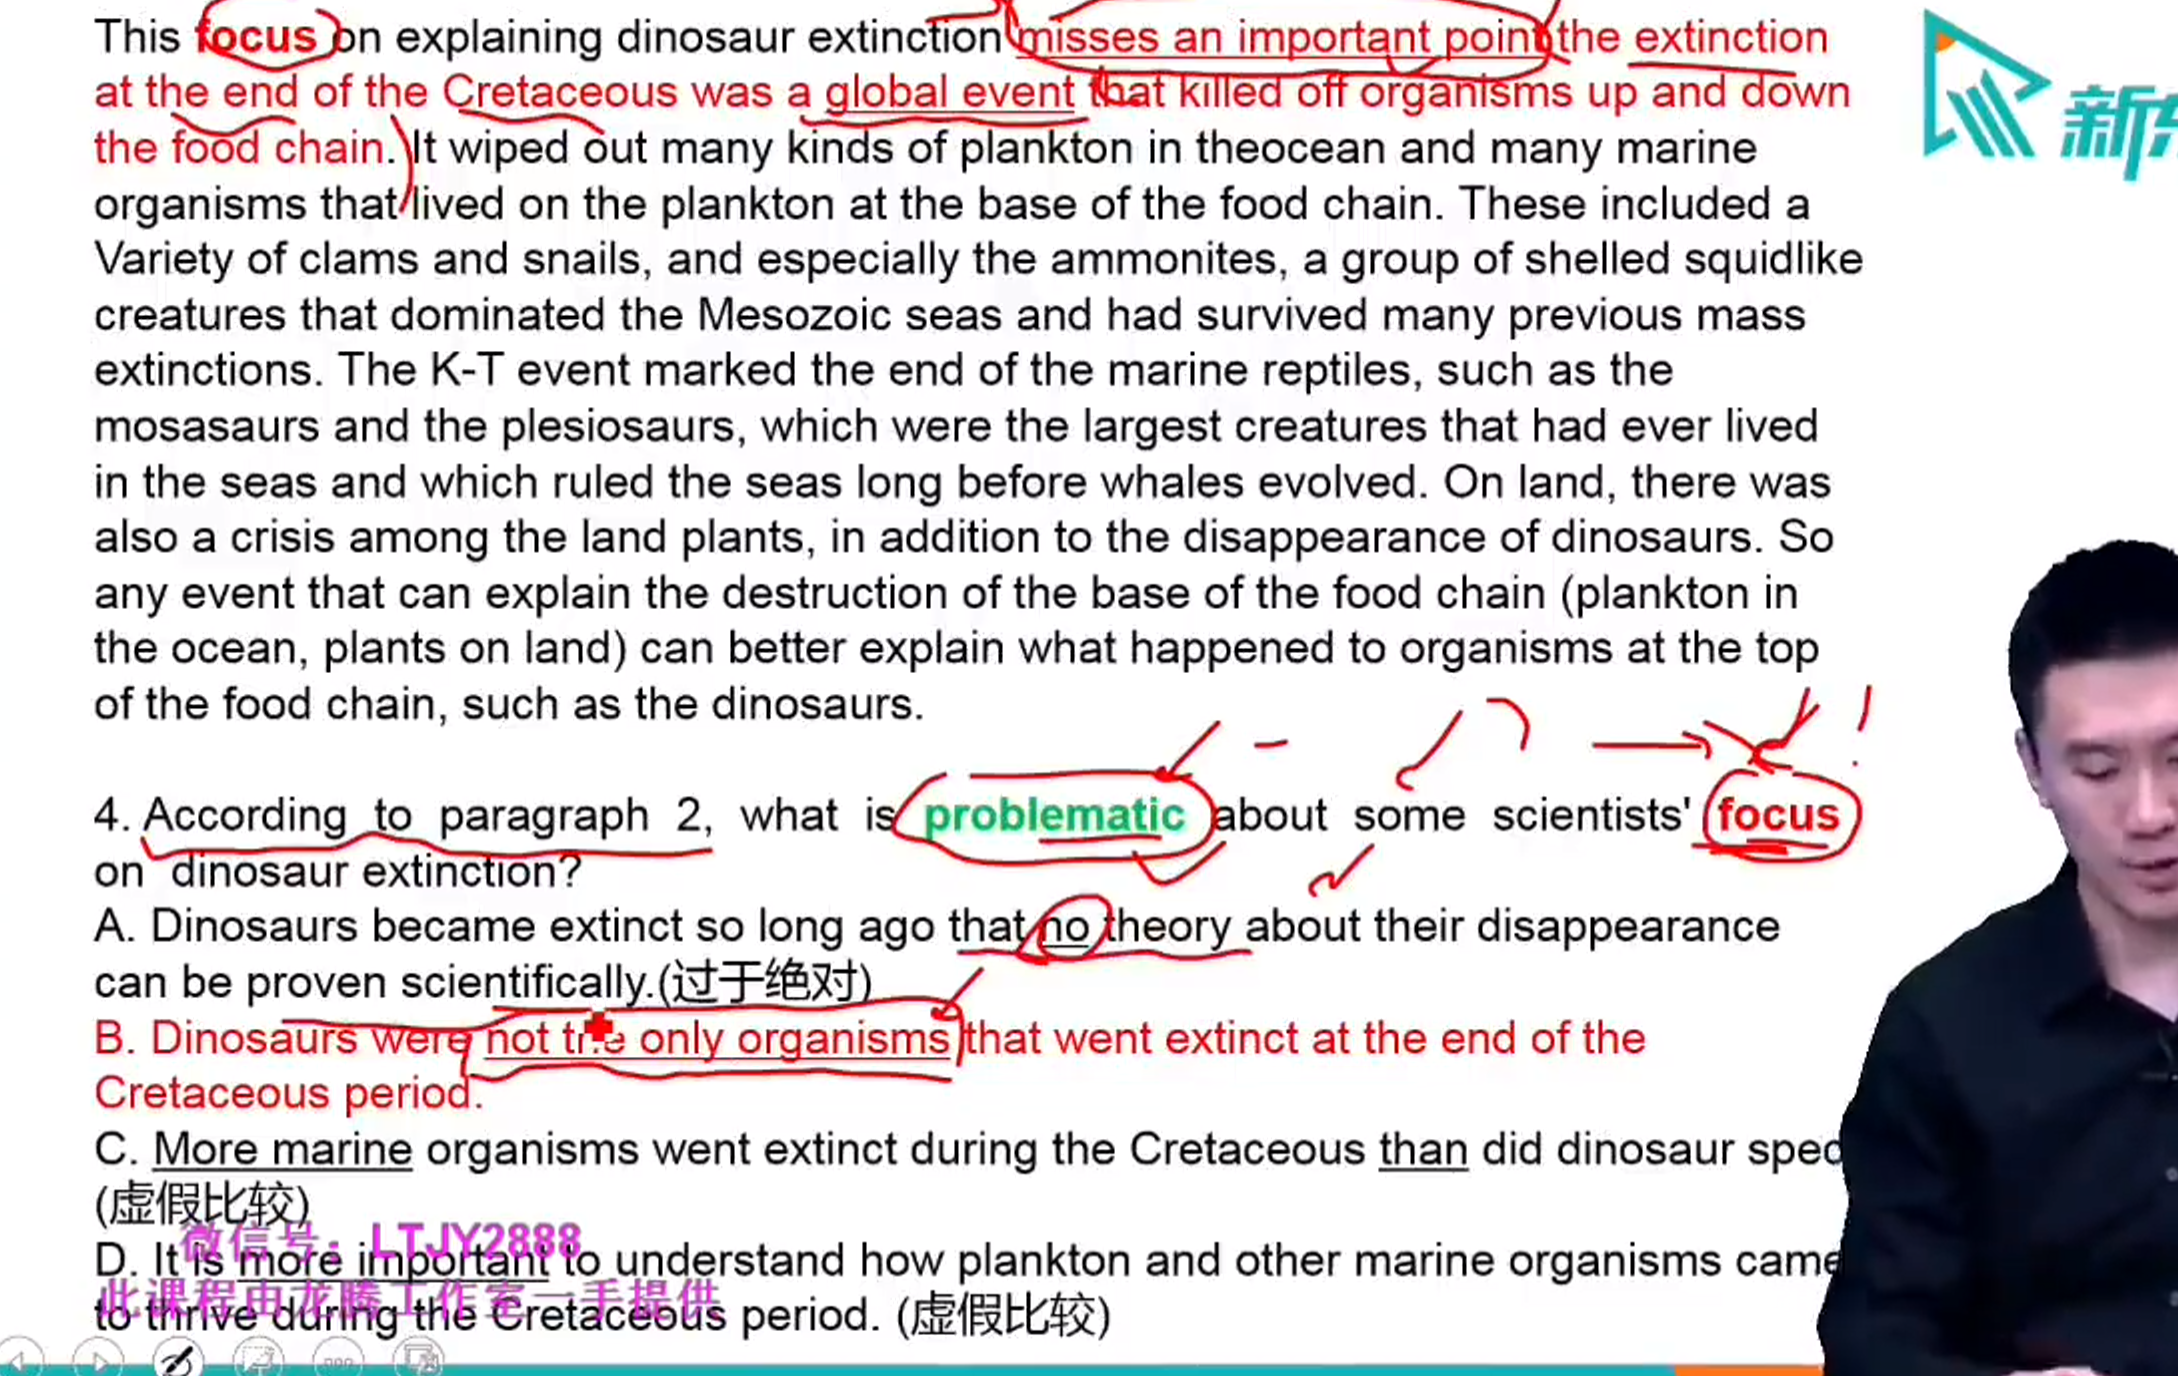 This focus on explaining dinosaur extinction misses an important point the extinction
at the end of the Cretaceous was a global event that killed off organisms up and down
the food chain. It wiped out many kinds of plankton in theocean and many marine
organisms that lived on the plankton at the base of the food chain. These included a
Variety of clams and snails, and especially the ammonites, a group of shelled squidlike
creatures that dominated the Mesozoic seas and had survived many previous mass
extinctions. The K-T event marked the end of the marine reptiles, such as the
mosasaurs and the plesiosaurs, which were the largest creatures that had ever lived
in the seas and which ruled the seas long before whales evolved. On land, there was
also a crisis among the land plants, in addition to the disappearance of dinosaurs. So
any event that can explain the destruction of the base of the food chain (plankton in
the ocean, plants on land) can better explain what happened to organisms at the top
of the food chain, such as the dinosaurs.
4. According to paragraph 2, what is problematic about some scientists' focus
on dinosaur extinction?
A. Dinosaurs became extinct so long ago that no theory about their disappearance
can be proven scientifically.(过于绝对)
B. Dinosaurs were not the only organisms that went extinct at the end of the
Cretaceous period.
C. More marine organisms went extinct during the Cretaceous than did dinosaur spec
(虚假比较)
微信号：LTJY2888
D. It is more important to understand how plankton and other marine organisms came
此课程由龙腾工作室一手提供
to thrive during the Cretaceous period. (虚假比较)
新